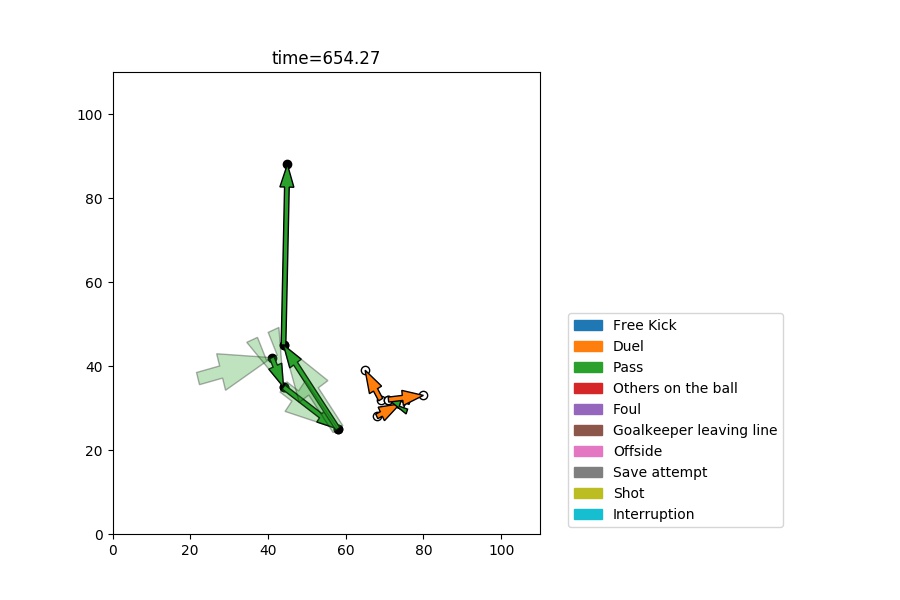 time=654.27
100
80
60
40
20
0
0 20 40 60 80 100
Free Kick
Duel
Pass
Others on the ball
Foul
Goalkeeper leaving line
Offside
Save attempt
Shot
Interruption